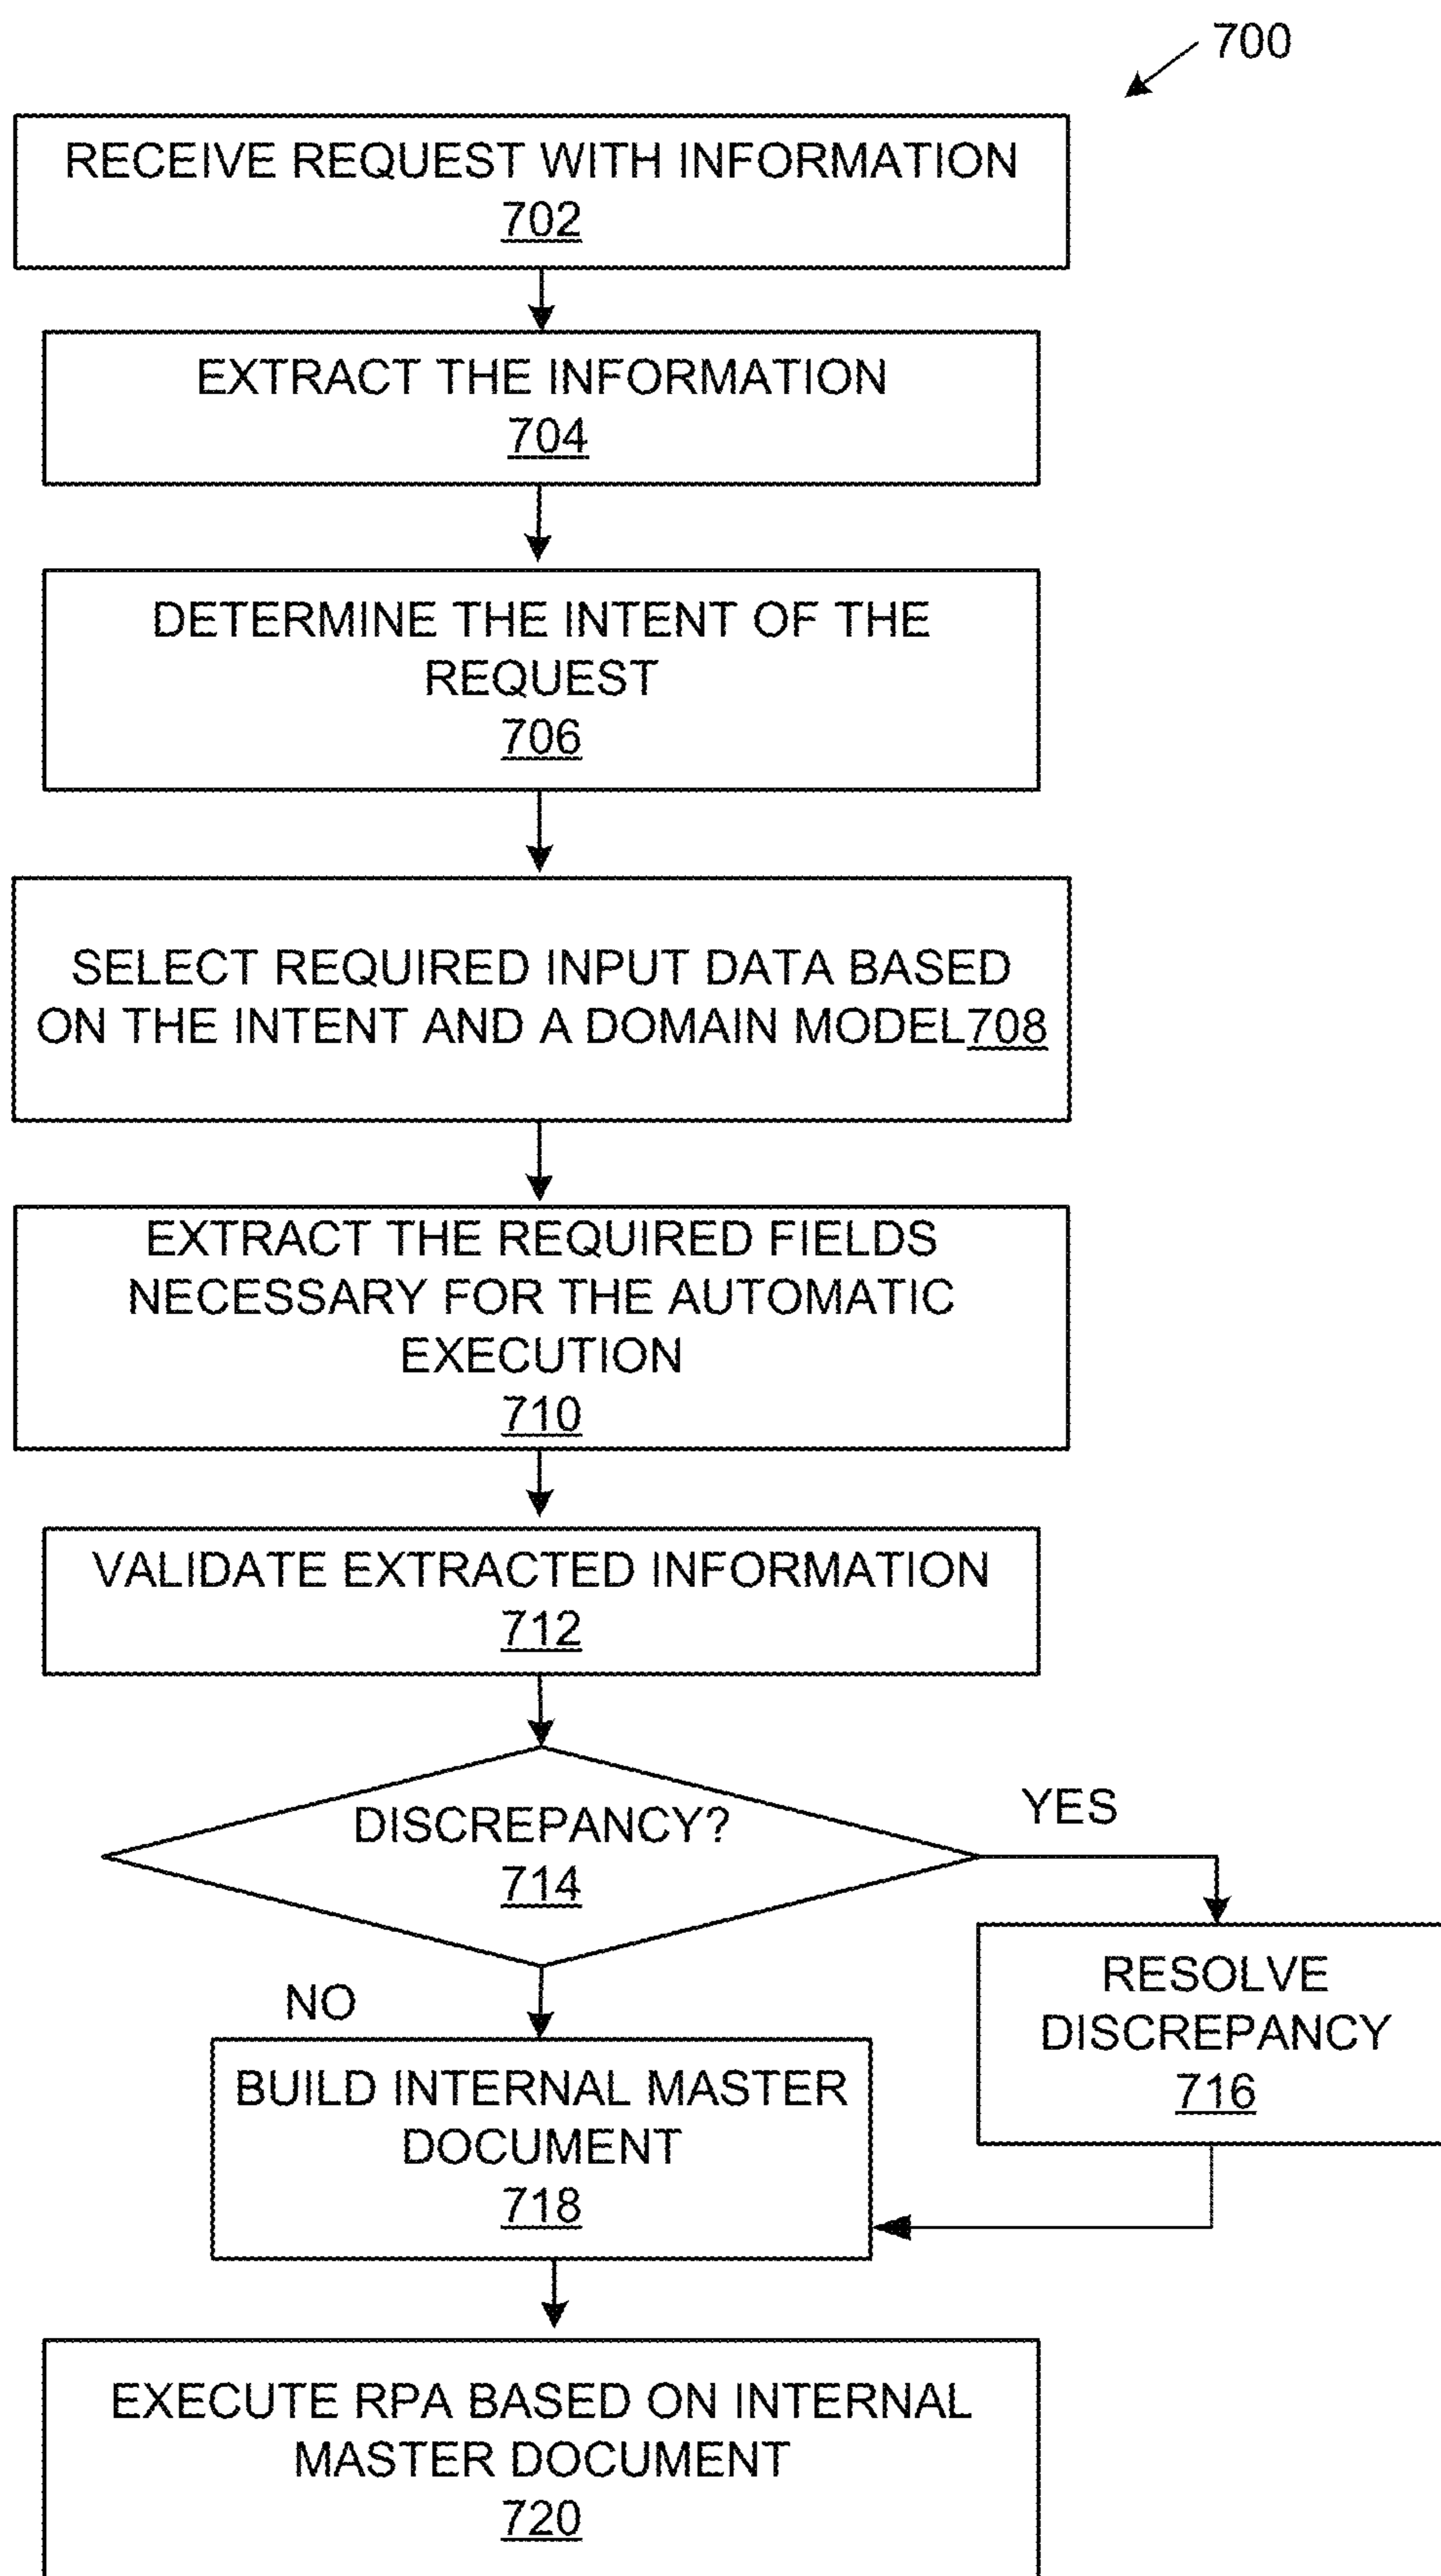 700
RECEIVE REQUEST WITH INFORMATION
702
EXTRACT THE INFORMATION
704
DETERMINE THE INTENT OF THE
REQUEST
706
SELECT REQUIRED INPUT DATA BASED
ON THE INTENT AND A DOMAIN MODEL708
EXTRACT THE REQUIRED FIELDS
NECESSARY FOR THE AUTOMATIC
EXECUTION
710
VALIDATE EXTRACTED INFORMATION
712
DISCREPANCY?
714
YES
RESOLVE
DISCREPANCY
716
NO
BUILD INTERNAL MASTER
DOCUMENT
718
EXECUTE RPA BASED ON INTERNAL
MASTER DOCUMENT
720